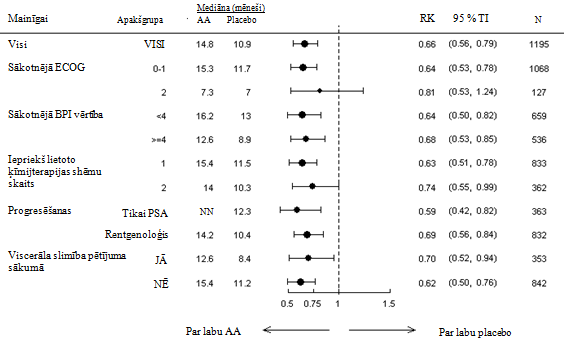 Mediāna (mēneši)
Mainīgai Apakšgrupa AA Placebo RK 95 % TI N
Visi VISI 14.8 10.9 0.66 (0.56, 0.79) 1195
Sākotnējā ECOG 0-1 15.3 11.7 0.64 (0.53, 0.78) 1068
2 7.3 7 0.81 (0.53, 1.24) 127
Sākotnējā BPI vērtība <4 16.2 13 0.64 (0.50, 0.82) 659
>=4 12.6 8.9 0.68 (0.53, 0.85) 536
Iepriekš lietoto 1 15.4 11.5 0.63 (0.51, 0.78) 833
ķīmijterapijas shēmu
skaits 2 14 10.3 0.74 (0.55, 0.99) 362
Progresēšanas Tikai PSA NN 12.3 0.59 (0.42, 0.82) 363
Rentgenoloģis 14.2 10.4 0.69 (0.56, 0.84) 832
Viscerāla slimība pētījuma JĀ 12.6 8.4 0.70 (0.52, 0.94) 353
sākumā
NĒ 15.4 11.2 0.62 (0.50, 0.76) 842
0.5 0.75 1 1.5
Par labu AA Par labu placebo